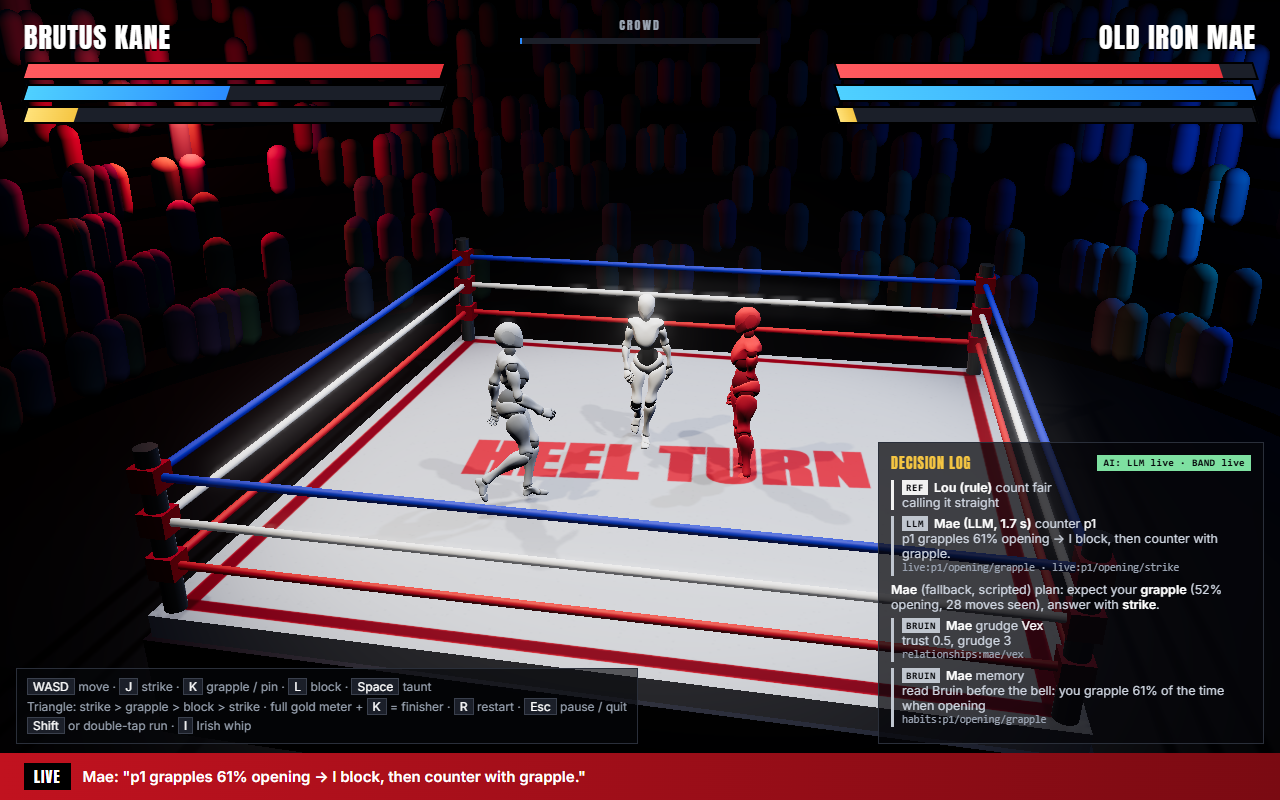 BRUTUS KANE
CROWD
OLD IRON MAE
HEEL TURN
DECISION LOG
AI: LLM live · BAND live
REF Lou (rule) count fair
calling it straight
LLM Mae (LLM, 1.7 s) counter p1
p1 grapples 61% opening → I block, then counter with
grapple.
live:p1/opening/grapple · live:p1/opening/strike
Mae (fallback, scripted) plan: expect your grapple (52%
opening, 28 moves seen), answer with strike.
BRUIN Mae grudge Vex
trust 0.5, grudge 3
relationships:mae/vex
BRUIN Mae memory
read Bruin before the bell: you grapple 61% of the time
when opening
habits:p1/opening/grapple
WASD move · J strike · K grapple / pin · L block · Space taunt
Triangle: strike > grapple > block > strike · full gold meter + K = finisher · R restart · Esc pause / quit
Shift or double-tap run · I Irish whip
LIVE Mae: "p1 grapples 61% opening → I block, then counter with grapple."